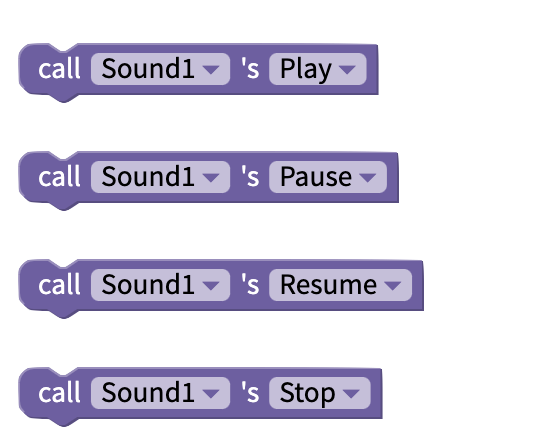 call Sound1 's Play
call Sound1 's Pause
call Sound1 's Resume
call Sound1 's Stop